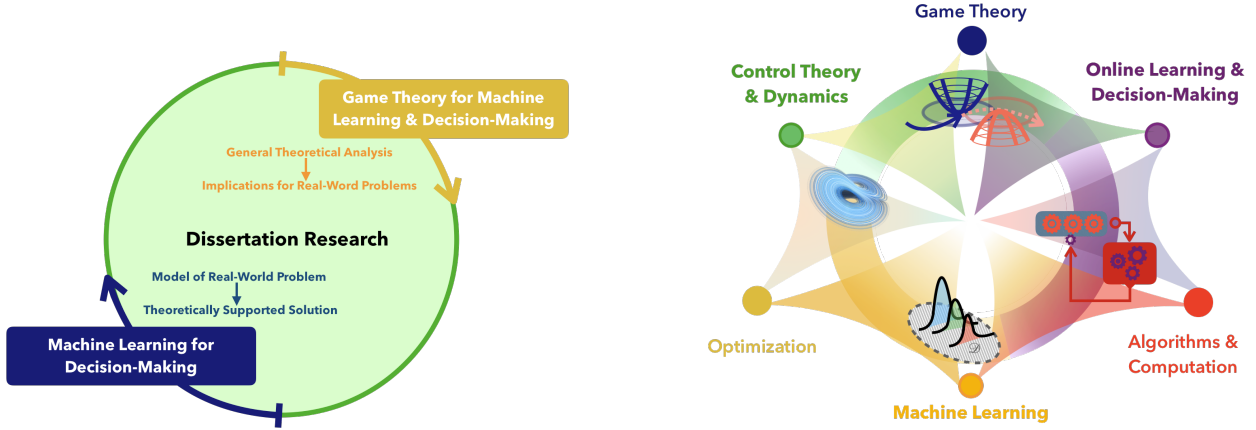 Game Theory for Machine
Learning & Decision-Making
General Theoretical Analysis
Implications for Real-Word Problems
Dissertation Research
Model of Real-World Problem
Theoretically Supported Solution
Machine Learning for
Decision-Making
Game Theory
Control Theory
& Dynamics
Online Learning &
Decision-Making
Optimization
Algorithms &
Computation
Machine Learning
𝒟